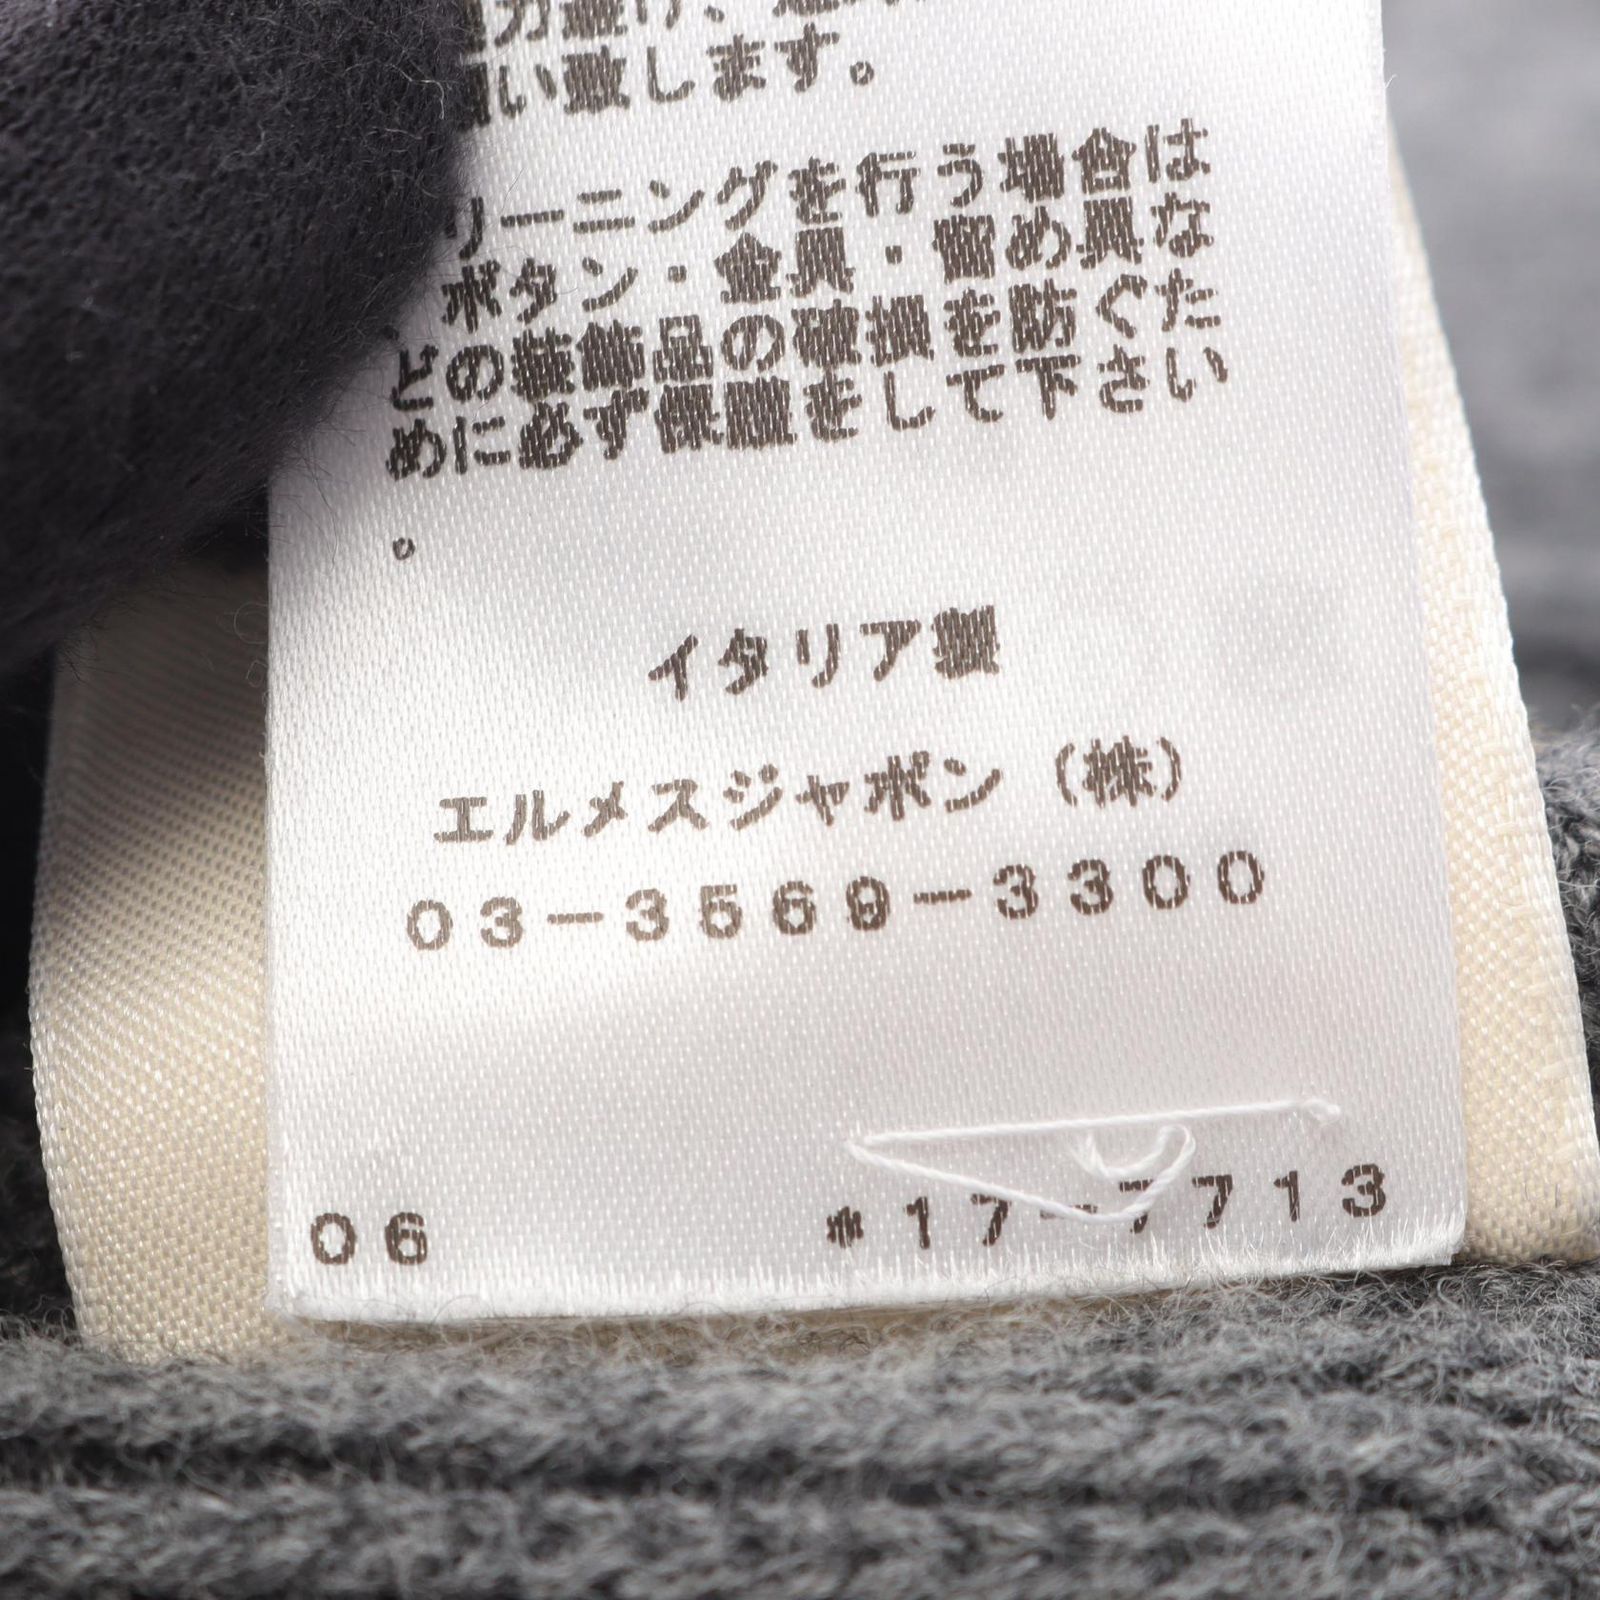 い致します。
リーニングを行う場合は
ボタン・金具・留め具な
どの装飾品の破損を防ぐた
めに必ず保護をして下さい
。
イタリア製
エルメスジャポン（株）
03-3569-3300
06 *17-7713